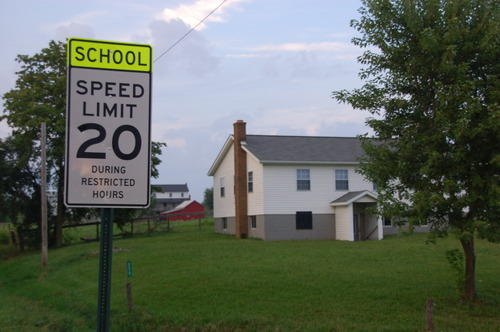 SCHOOL
SPEED
LIMIT
20
DURING
RESTRICTED
HOURS